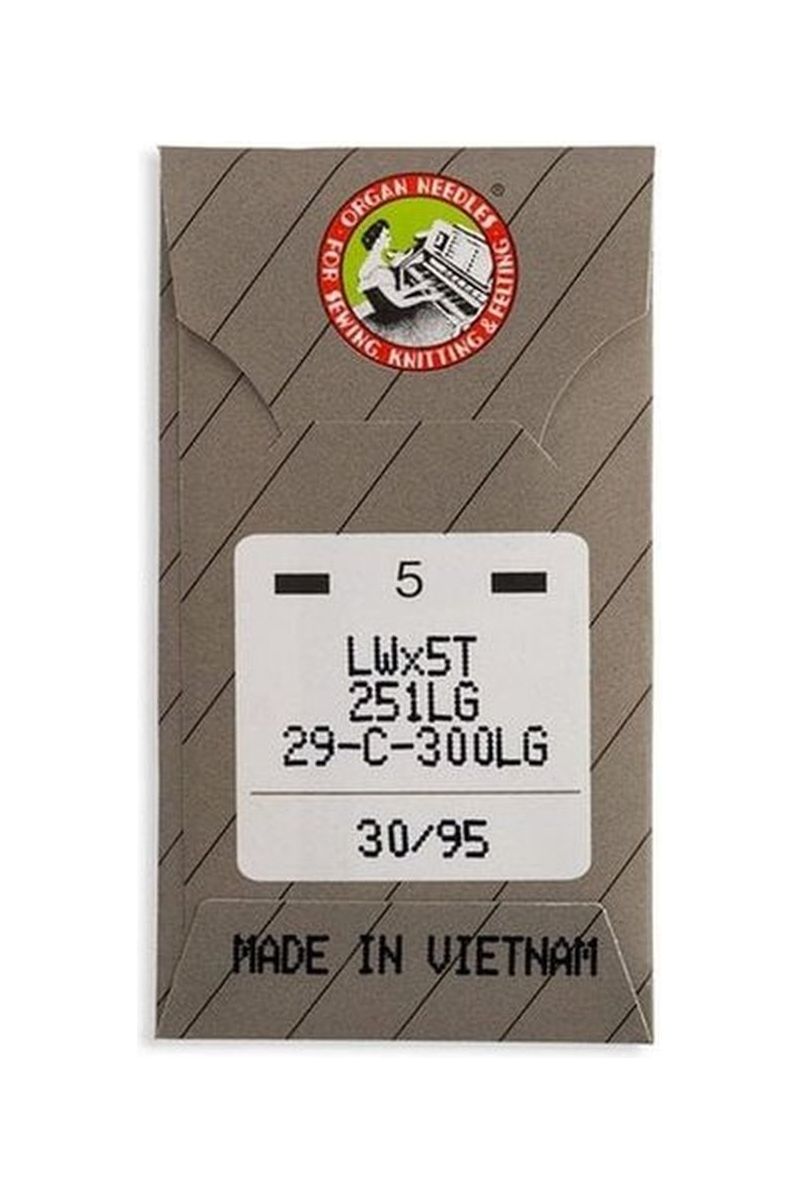 ORGAN NEEDLES ®
· FOR SEWING, KNITTING & FELTING ·
5
LWx5T
251LG
29-C-300LG
30/95
MADE IN VIETNAM